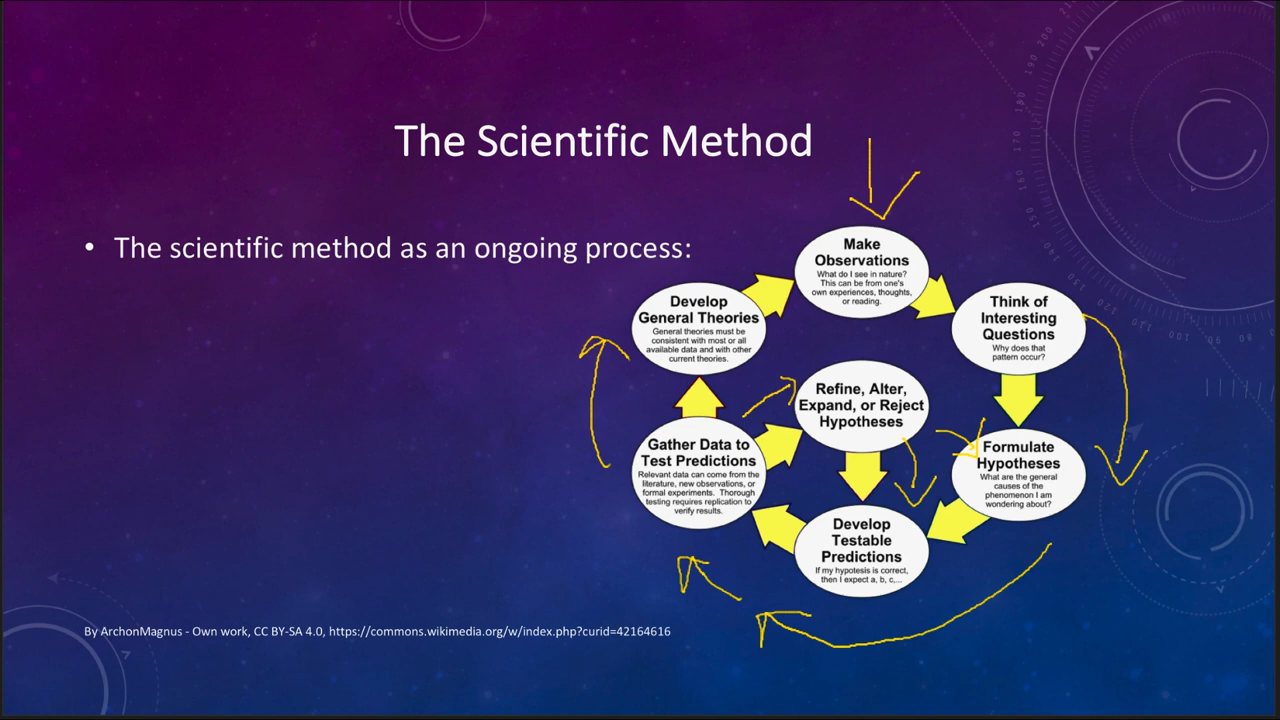 The Scientific Method
• The scientific method as an ongoing process:
Make
Observations
What do I see in nature?
This can be from one's
own experiences, thoughts,
or reading.
Think of
Interesting
Questions
Why does that
pattern occur?
Formulate
Hypotheses
What are the general
causes of the
phenomenon I am
wondering about?
Develop
Testable
Predictions
If my hypotesis is correct,
then I expect a, b, c,...
Gather Data to
Test Predictions
Relevant data can come from the
literature, new observations, or
formal experiments. Thorough
testing requires replication to
verify results.
Refine, Alter,
Expand, or Reject
Hypotheses
Develop
General Theories
General theories must be
consistent with most or all
available data and with other
current theories.
By ArchonMagnus - Own work, CC BY-SA 4.0, https://commons.wikimedia.org/w/index.php?curid=42164616